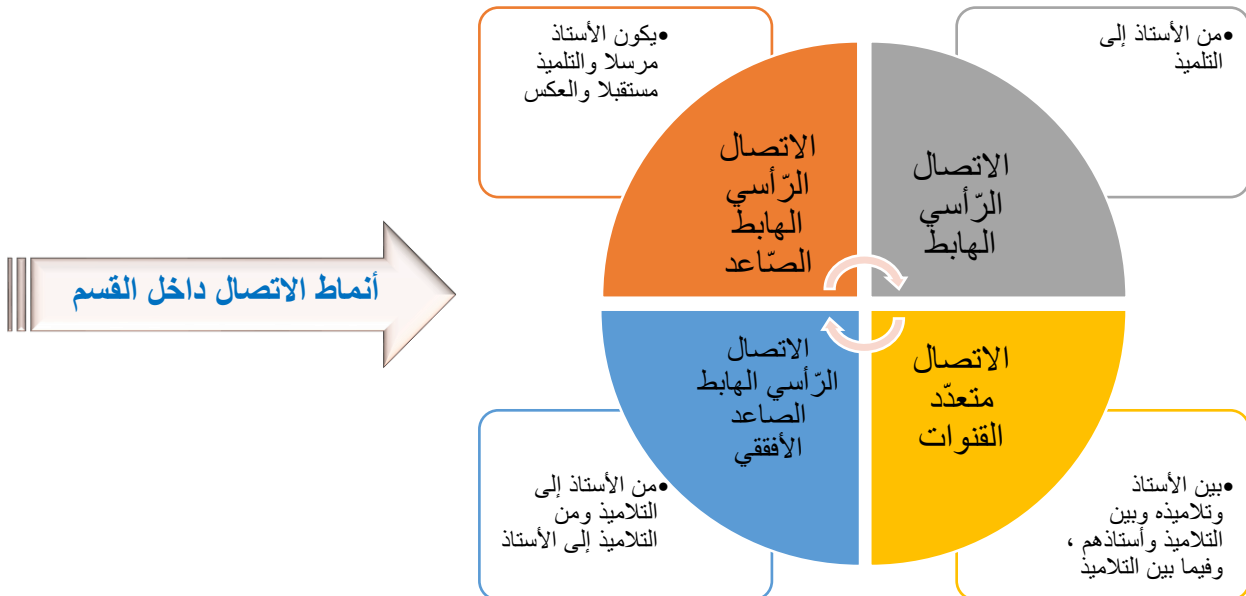 من الأستاذ إلى
التلميذ
يكون الأستاذ
مرسلا والتلميذ
مستقبلا والعكس
الاتصال
الرّأسي
الهابط
الاتصال
الرّأسي
الهابط
الصّاعد
أنماط الاتصال داخل القسم
الاتصال
متعدّد
القنوات
الاتصال
الرّأسي الهابط
الصاعد
الأفققي
بين الأستاذ
وتلاميذه وبين
التلاميذ وأستاذهم ،
وفيما بين التلاميذ
من الأستاذ إلى
التلاميذ ومن
التلاميذ إلى الأستاذ